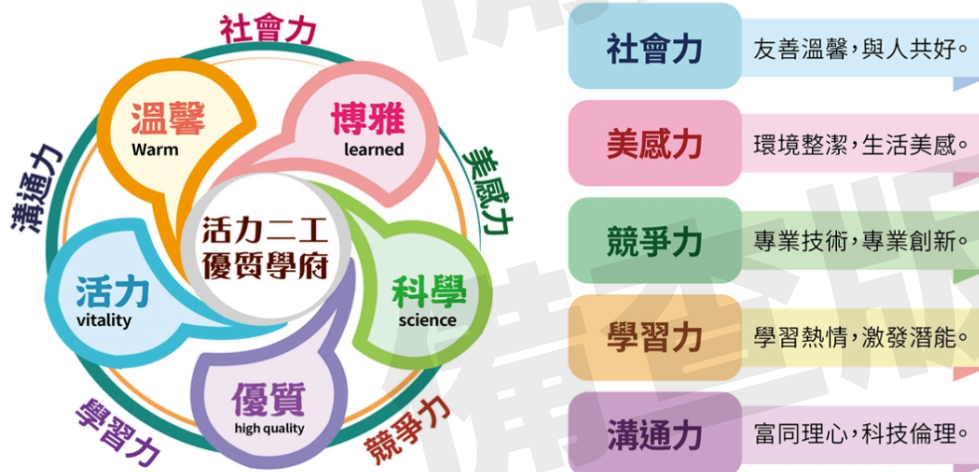 社會力
溫馨
Warm
博雅
learned
溝通力
美感力
活力二工
優質學府
活力
vitality
科學
science
優質
high quality
學習力
競爭力
社會力
友善溫馨，與人共好。
美感力
環境整潔，生活美感。
競爭力
專業技術，專業創新。
學習力
學習熱情，激發潛能。
溝通力
富同理心，科技倫理。
備查版